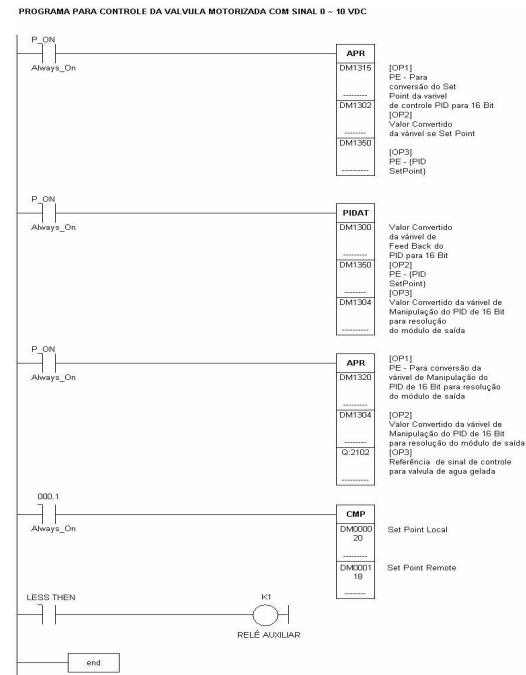 PROGRAMA PARA CONTROLE DA VALVULA MOTORIZADA COM SINAL 0 ~ 10 VDC
P_ON
Always_On
APR
DM1315
---------
DM1302
--------
DM1350
----------
[OP1]
PE - Para
conversão do Set
Point da varivel
de controle PID para 16 Bit
[OP2]
Valor Convertido
da várivel se Set Point
[OP3]
PE - {PID
SetPoint}
P_ON
Always_On
PIDAT
DM1300
---------
DM1350
--------
DM1304
----------
Valor Convertido
da várivel de
Feed Back do
PID para 16 Bit
[OP2]
PE - {PID
SetPoint}
[OP3]
Valor Convertido da várivel de
Manipulação do PID de 16 Bit
para resolução
do módulo de saída
P_ON
Always_On
APR
DM1320
---------
DM1304
--------
Q:2102
----------
[OP1]
PE - Para conversão da
várivel de Manipulação do
PID de 16 Bit para resolução
do módulo de saída
[OP2]
Valor Convertido da várivel de
Manipulação do PID de 16 Bit
para resolução do módulo de saída
[OP3]
Referência de sinal de controle
para valvula de agua gelada
000.1
Always_On
CMP
DM0000
20
---------
DM0001
18
--------
Set Point Local
Set Point Remote
LESS THEN
K1
RELÊ AUXILIAR
end